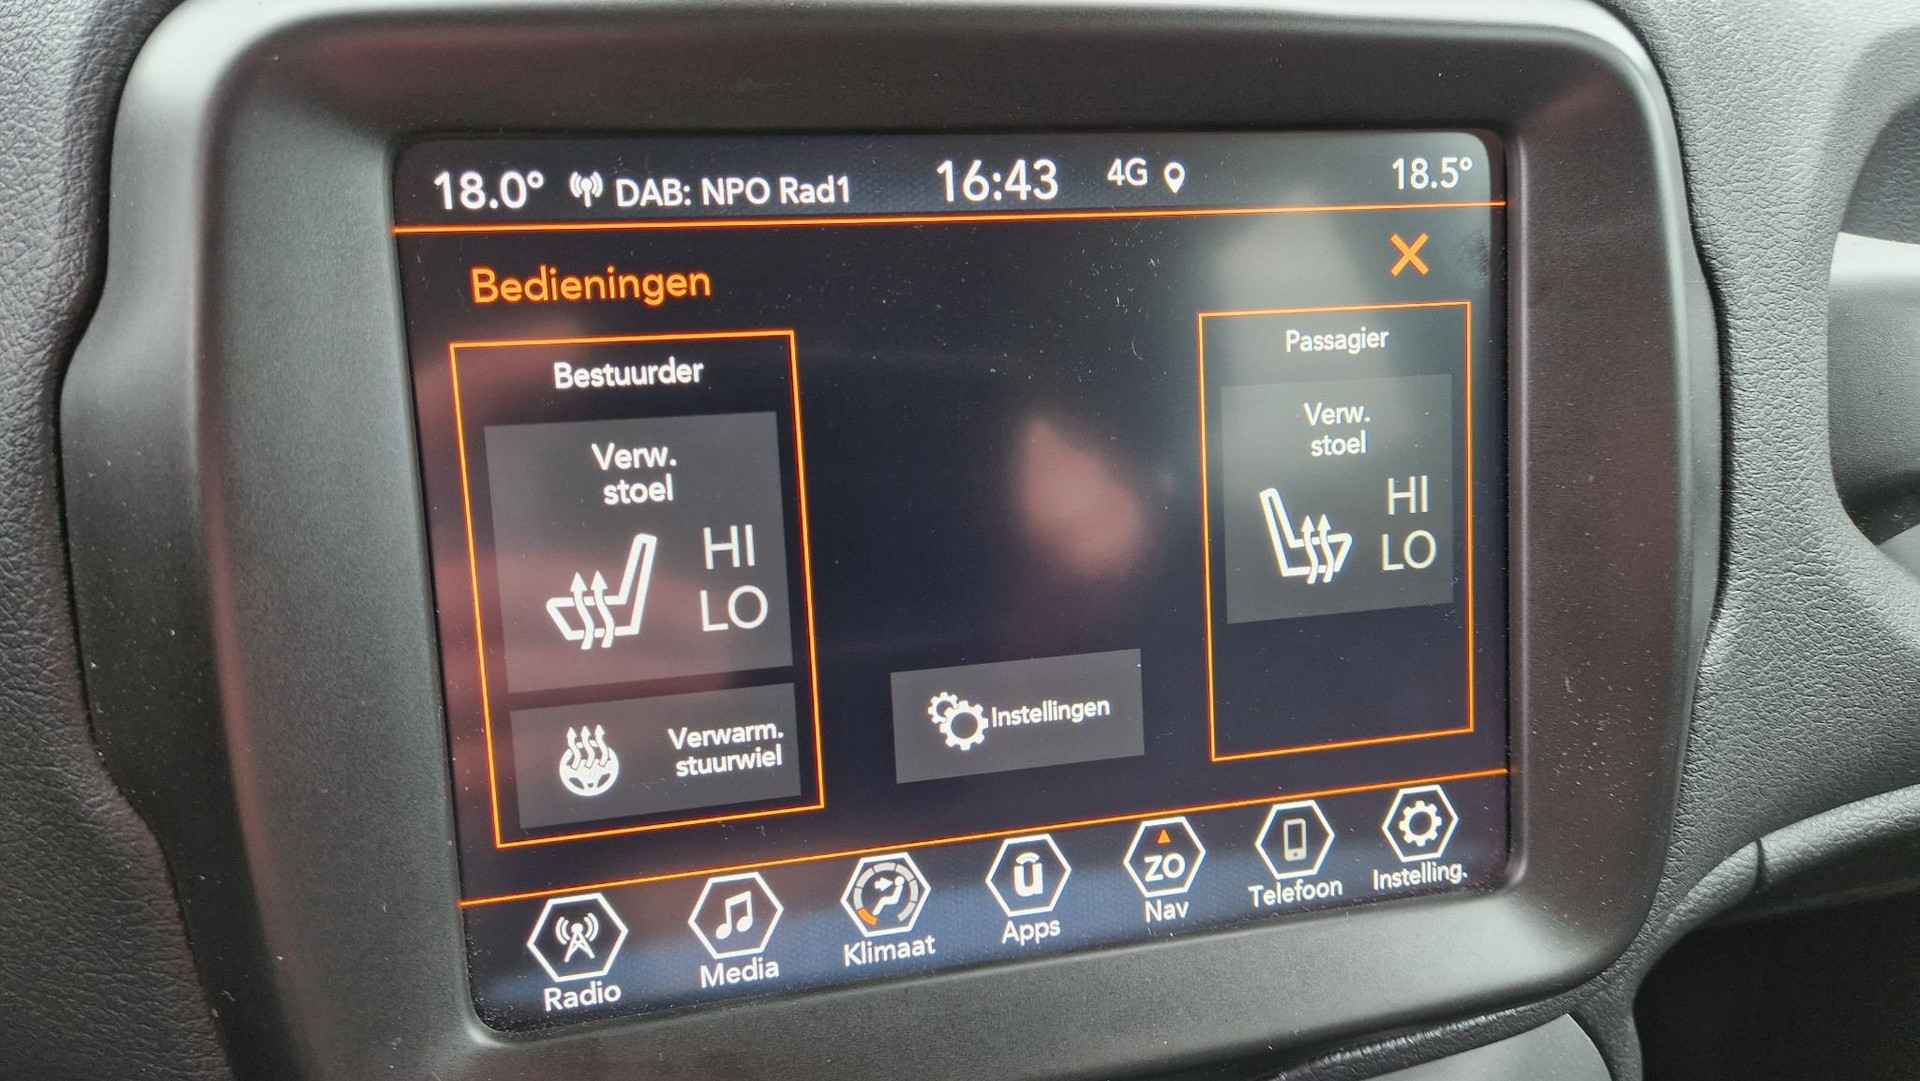 18.0° DAB: NPO Rad1 16:43 4G 18.5°
Bedieningen
Bestuurder
Verw.
stoel
HI
LO
Verwarm.
stuurwiel
Instellingen
Passagier
Verw.
stoel
HI
LO
ZO
Radio Media Klimaat Apps Nav Telefoon Instelling.